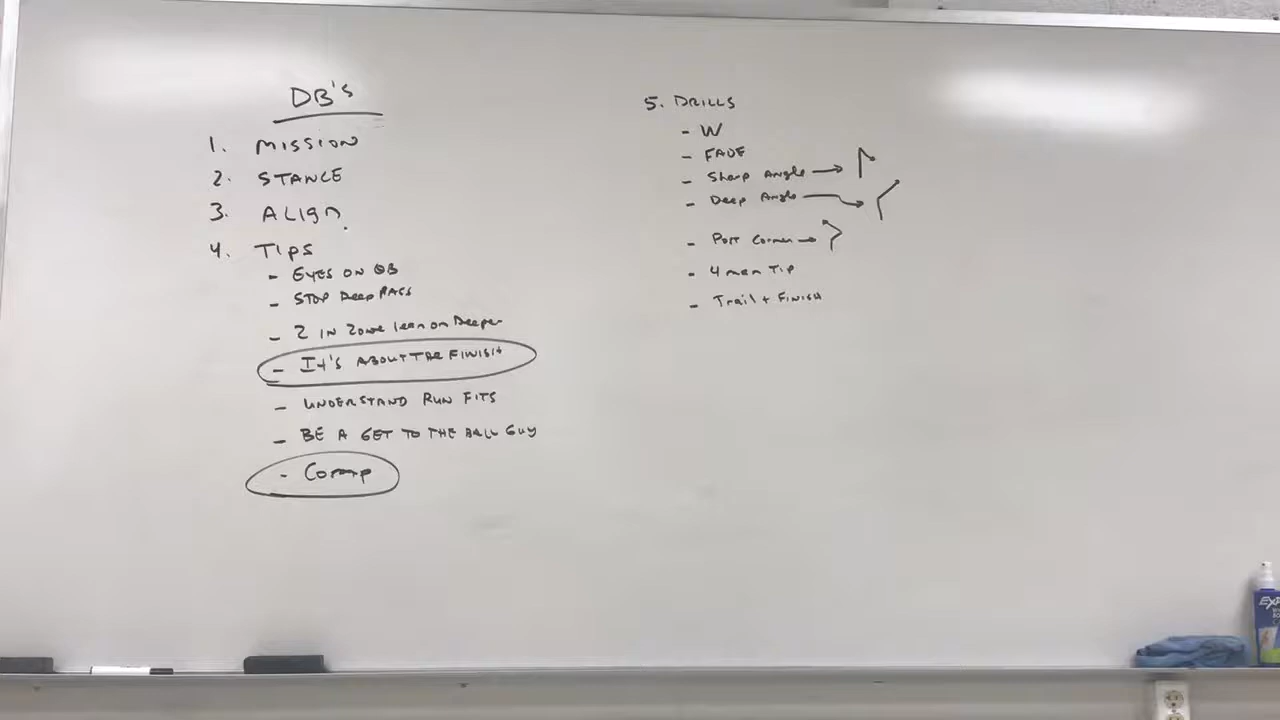 DB's
1. MISSION
2. STANCE
3. ALIGN.
4. TIPS
- EYES ON QB
- STOP DEEP PASS
- 2 IN ZONE lean on Deeper
- It's ABOUT THE FINISH
- UNDERSTAND RUN FITS
- BE A GET TO THE BALL GUY
- Comp
5. DRILLS
- W
- FADE
- Sharp Angle →
- Deep Angle →
- Post Corner →
- 4 man Tip
- Trail + FINISH
EXP